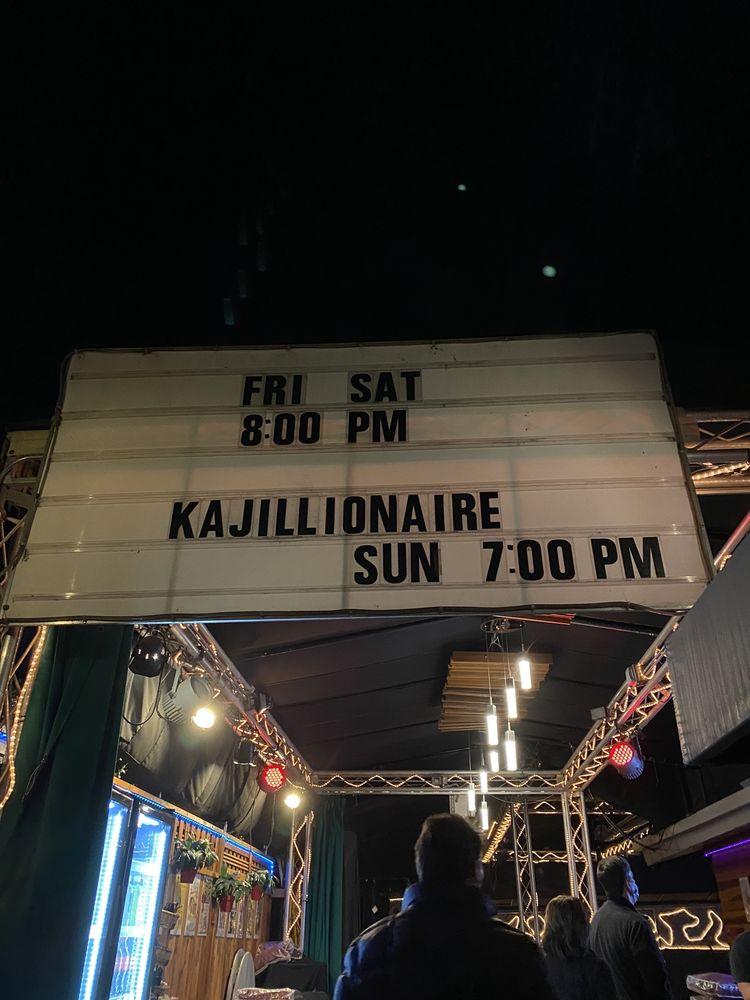 FRI SAT
8:00 PM
KAJILLIONAIRE
SUN 7:00 PM